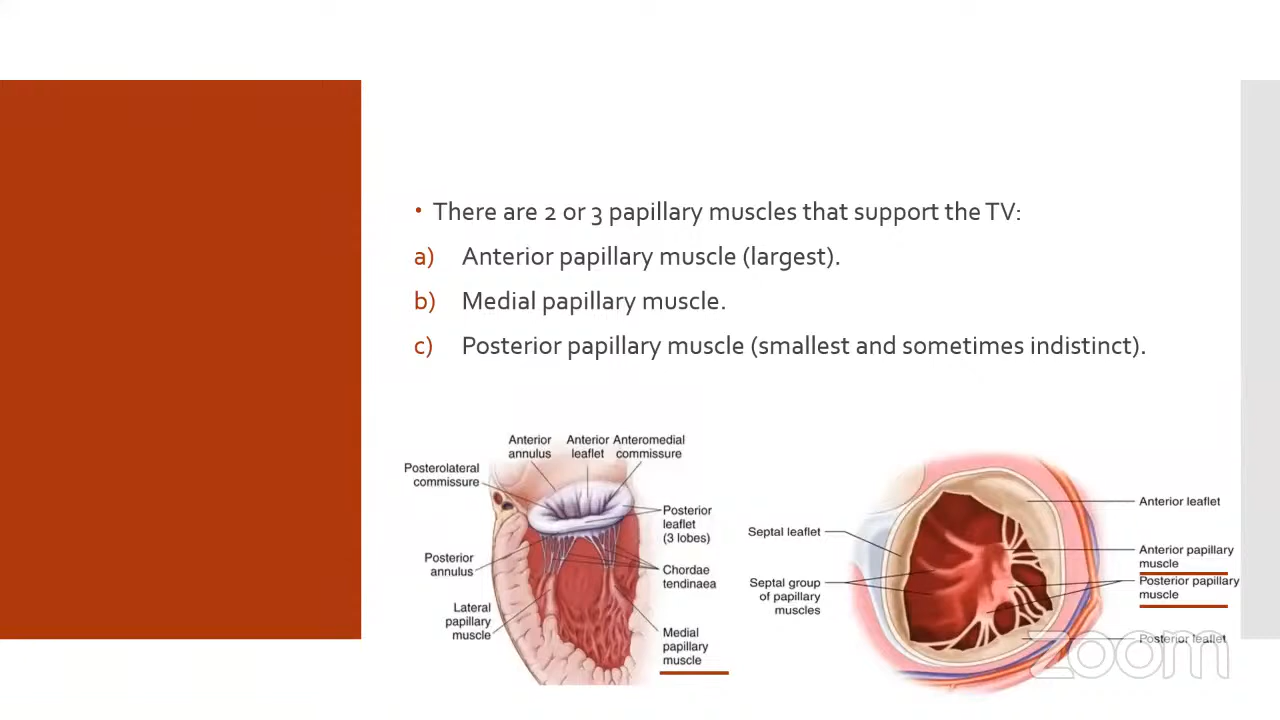 • There are 2 or 3 papillary muscles that support the TV:
a) Anterior papillary muscle (largest).
b) Medial papillary muscle.
c) Posterior papillary muscle (smallest and sometimes indistinct).
Anterior
annulus
Anterior
leaflet
Anteromedial
commissure
Posterolateral
commissure
Posterior
leaflet
(3 lobes)
Posterior
annulus
Chordae
tendinaea
Lateral
papillary
muscle
Medial
papillary
muscle
Septal leaflet
Septal group
of papillary
muscles
Anterior leaflet
Anterior papillary
muscle
Posterior papillary
muscle
Posterior leaflet
zoom